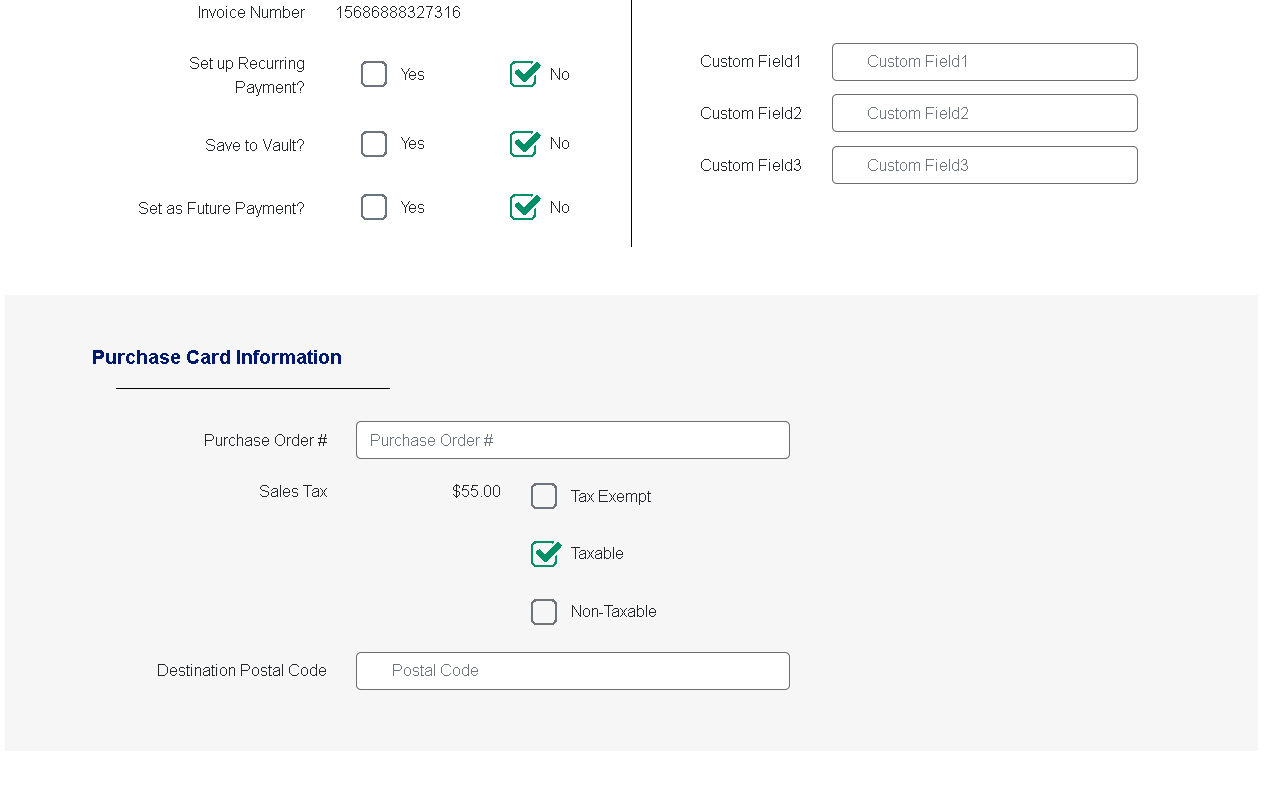 Invoice Number 15686888327316
Set up Recurring
Payment?
Yes No
Save to Vault? Yes No
Set as Future Payment? Yes No
Custom Field1 Custom Field1
Custom Field2 Custom Field2
Custom Field3 Custom Field3
Purchase Card Information
Purchase Order # Purchase Order #
Sales Tax $55.00 Tax Exempt
Taxable
Non-Taxable
Destination Postal Code Postal Code